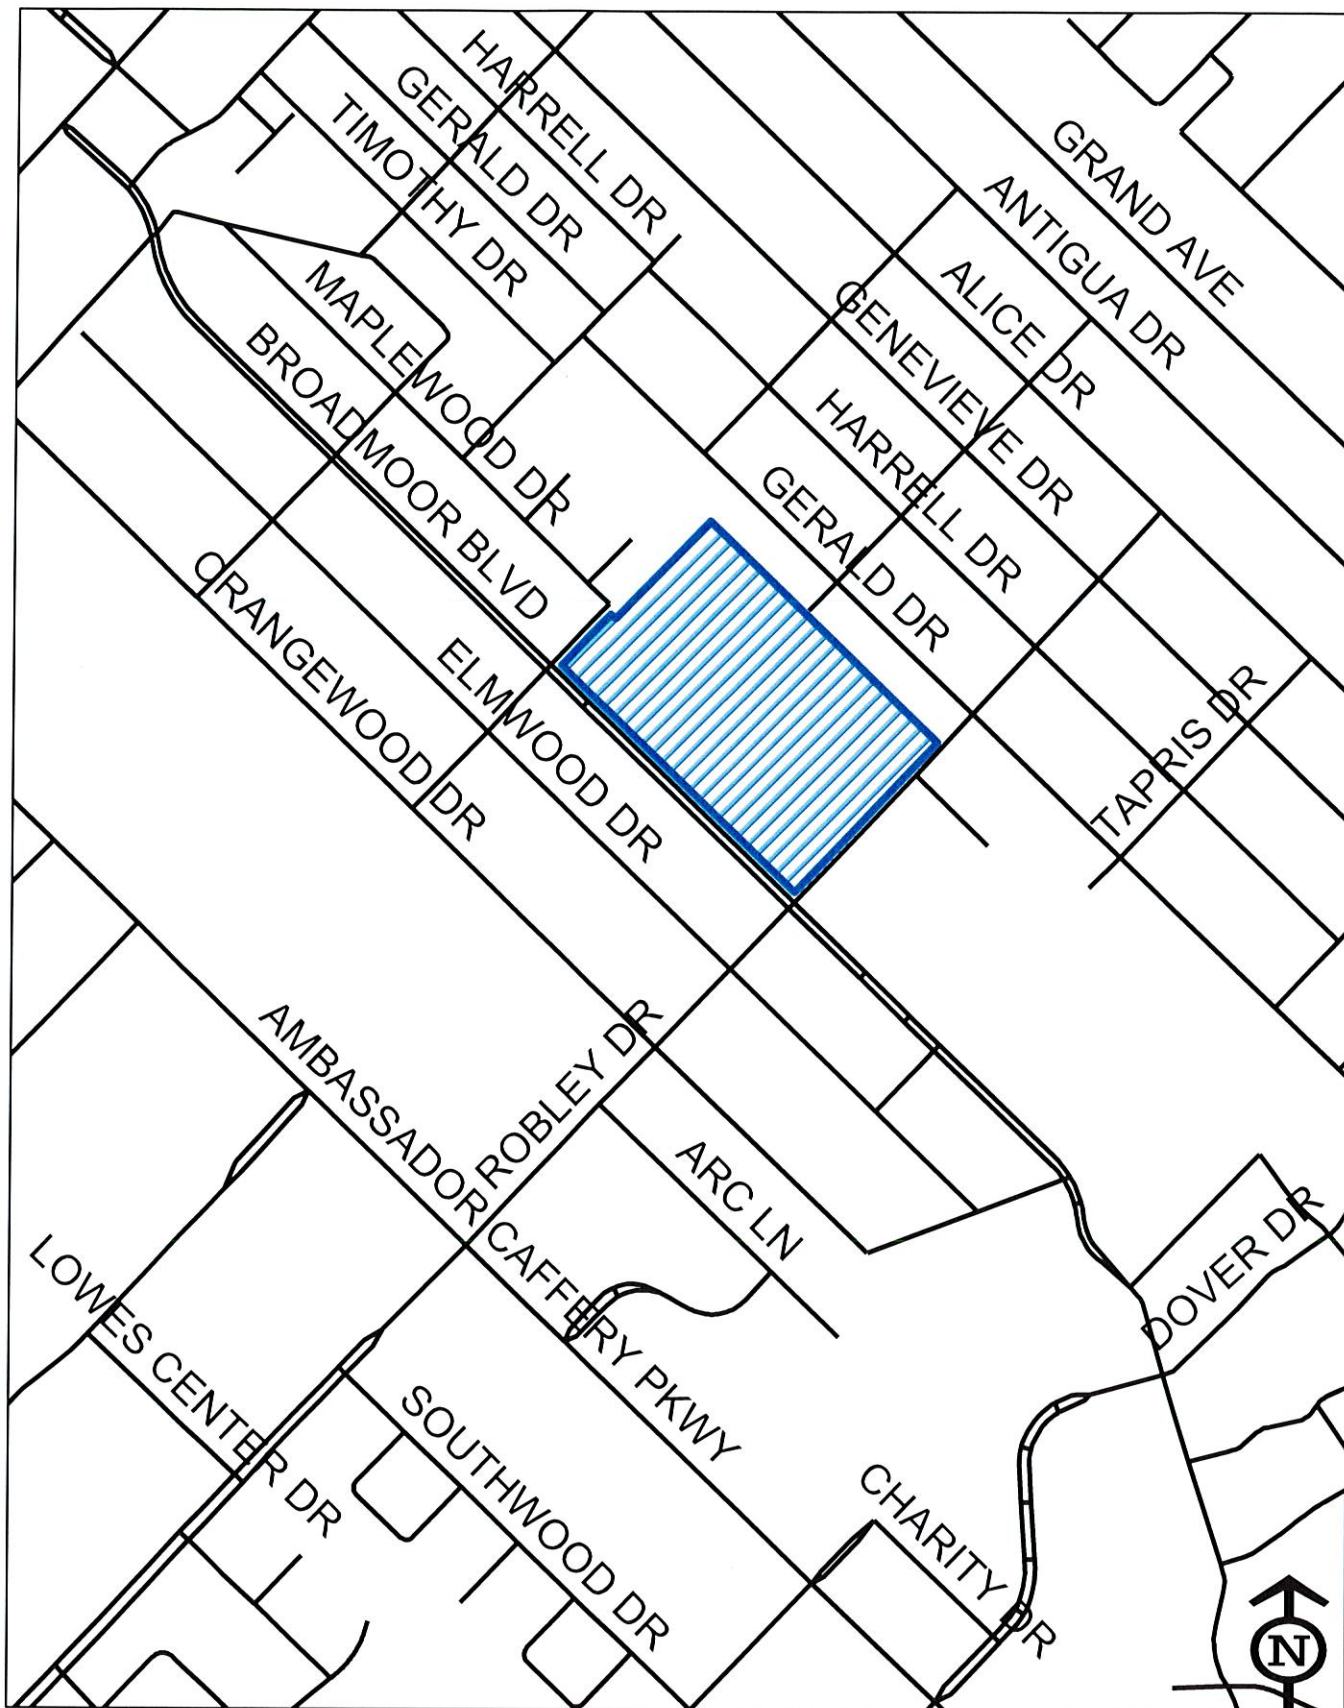 HARRELL DR
GERALD DR
TIMOTHY DR
GRAND AVE
ANTIGUA DR
ALICE DR
GENEVIEVE DR
MAPLEWOOD DR
BROADMOOR BLVD
HARRELL DR
GERALD DR
ORANGEWOOD DR
ELMWOOD DR
TAPRIS DR
AMBASSADOR CAFFERY PKWY
ROBLEY DR
ARC LN
DOVER DR
LOWES CENTER DR
SOUTHWOOD DR
CHARITY DR
N